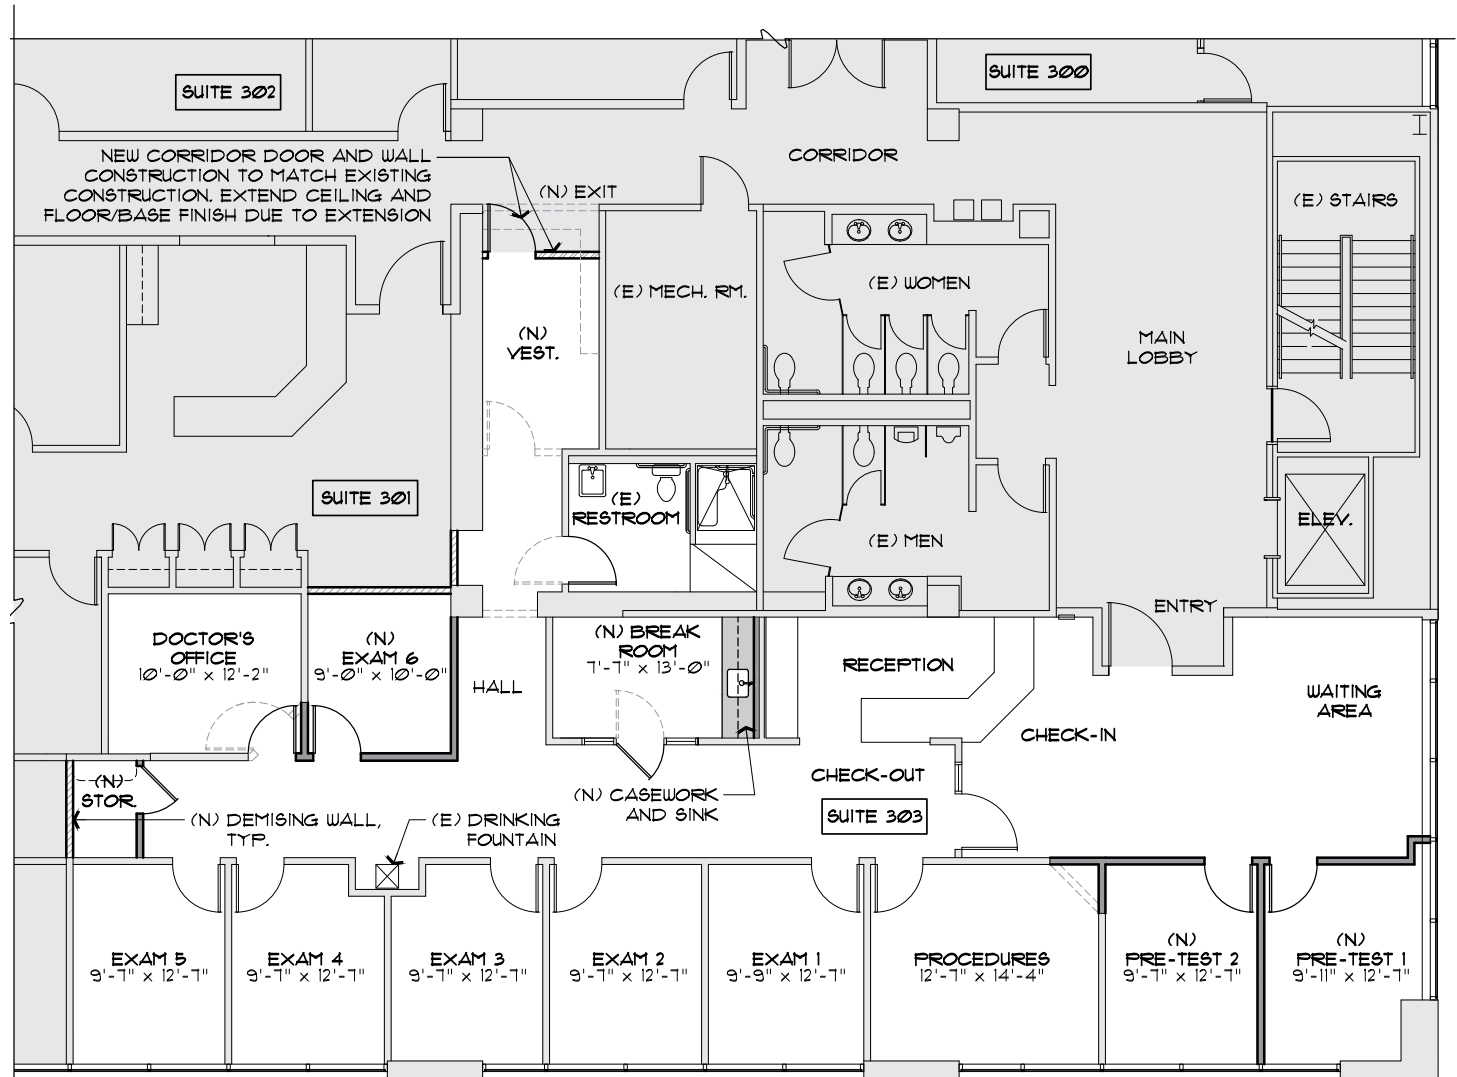 SUITE 302
SUITE 300
NEW CORRIDOR DOOR AND WALL
CONSTRUCTION TO MATCH EXISTING
CONSTRUCTION. EXTEND CEILING AND
FLOOR/BASE FINISH DUE TO EXTENSION
(N) EXIT
CORRIDOR
(E) STAIRS
(E) MECH. RM.
(E) WOMEN
(N)
VEST.
MAIN
LOBBY
SUITE 301
(E)
RESTROOM
(E) MEN
ELEV.
ENTRY
DOCTOR'S
OFFICE
10'-0" x 12'-2"
(N)
EXAM 6
9'-0" x 10'-0"
HALL
(N) BREAK
ROOM
7'-7" x 13'-0"
RECEPTION
WAITING
AREA
CHECK-IN
CHECK-OUT
SUITE 303
(N)
STOR.
(N) DEMISING WALL,
TYP.
(E) DRINKING
FOUNTAIN
(N) CASEWORK
AND SINK
EXAM 5
9'-7" x 12'-7"
EXAM 4
9'-7" x 12'-7"
EXAM 3
9'-7" x 12'-7"
EXAM 2
9'-7" x 12'-7"
EXAM 1
9'-9" x 12'-7"
PROCEDURES
12'-7" x 14'-4"
(N)
PRE-TEST 2
9'-7" x 12'-7"
(N)
PRE-TEST 1
9'-11" x 12'-7"